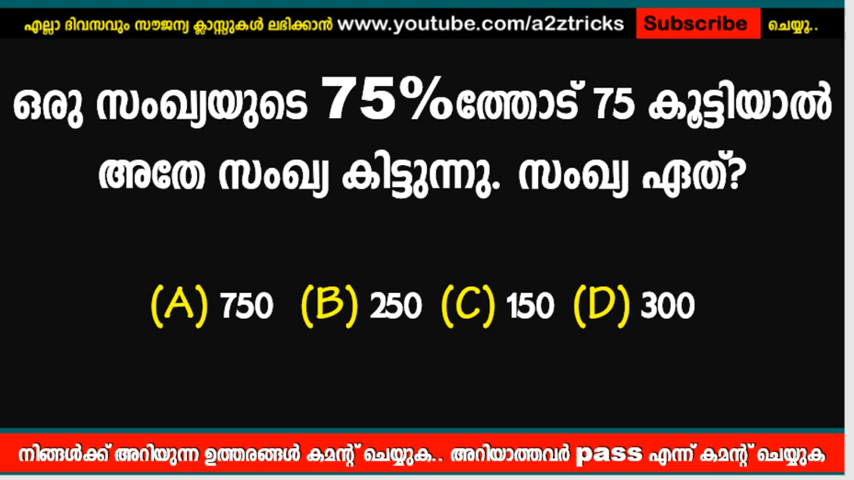 എല്ലാ ദിവസവും സൗജന്യ ക്ലാസ്സുകൾ ലഭിക്കാൻ www.youtube.com/a2ztricks Subscribe ചെയ്യൂ..
ഒരു സംഖ്യയുടെ 75%ത്തോട് 75 കൂട്ടിയാൽ
അതേ സംഖ്യ കിട്ടുന്നു. സംഖ്യ ഏത്?
(A) 750 (B) 250 (C) 150 (D) 300
നിങ്ങൾക്ക് അറിയുന്ന ഉത്തരങ്ങൾ കമന്റ് ചെയ്യുക.. അറിയാത്തവർ pass എന്ന് കമന്റ് ചെയ്യുക